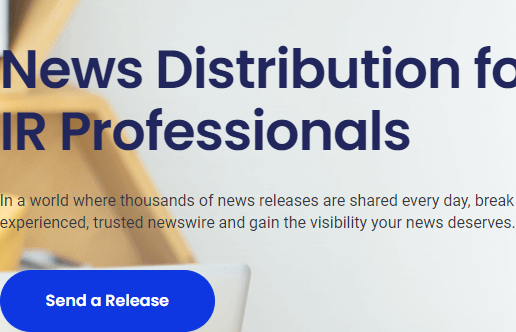 News Distribution fo
IR Professionals
In a world where thousands of news releases are shared every day, break
experienced, trusted newswire and gain the visibility your news deserves.
Send a Release